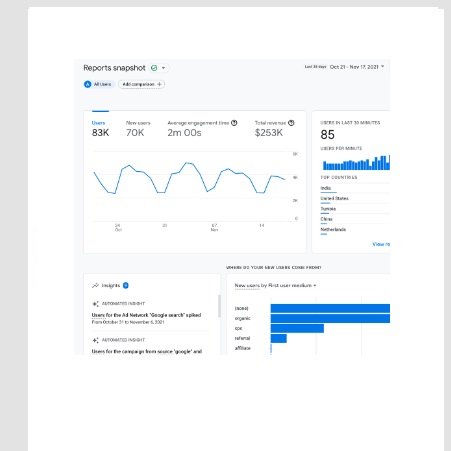 Reports snapshot
Last 28 days Oct 21 - Nov 17, 2021
A All Users
Add comparison +
Users
83K
New users
70K
Average engagement time
2m 00s
Total revenue
$253K
24
Oct
31
07
Nov
14
0
USERS IN LAST 30 MINUTES
85
USERS PER MINUTE
TOP COUNTRIES
India
United States
Tunisia
China
Netherlands
View re
Insights
AUTOMATED INSIGHT
Users for the Ad Network "Google search" spiked
From October 31 to November 6, 2021
AUTOMATED INSIGHT
Users for the campaign from source 'google' and
WHERE DO YOUR NEW USERS COME FROM?
New users by First user medium
(none)
organic
cpc
referral
affiliate